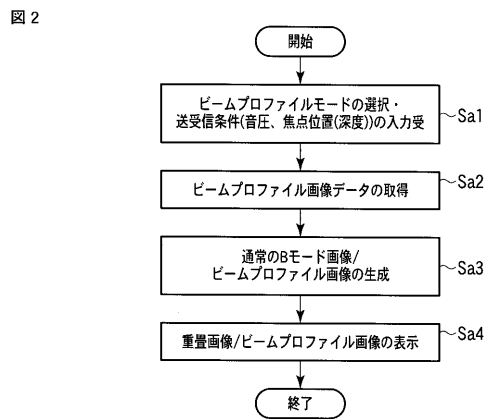 図2
開始
ビームプロファイルモードの選択・
送受信条件(音圧、焦点位置(深度))の入力受
Sa1
ビームプロファイル画像データの取得
Sa2
通常のBモード画像/
ビームプロファイル画像の生成
Sa3
重畳画像/ビームプロファイル画像の表示
Sa4
終了